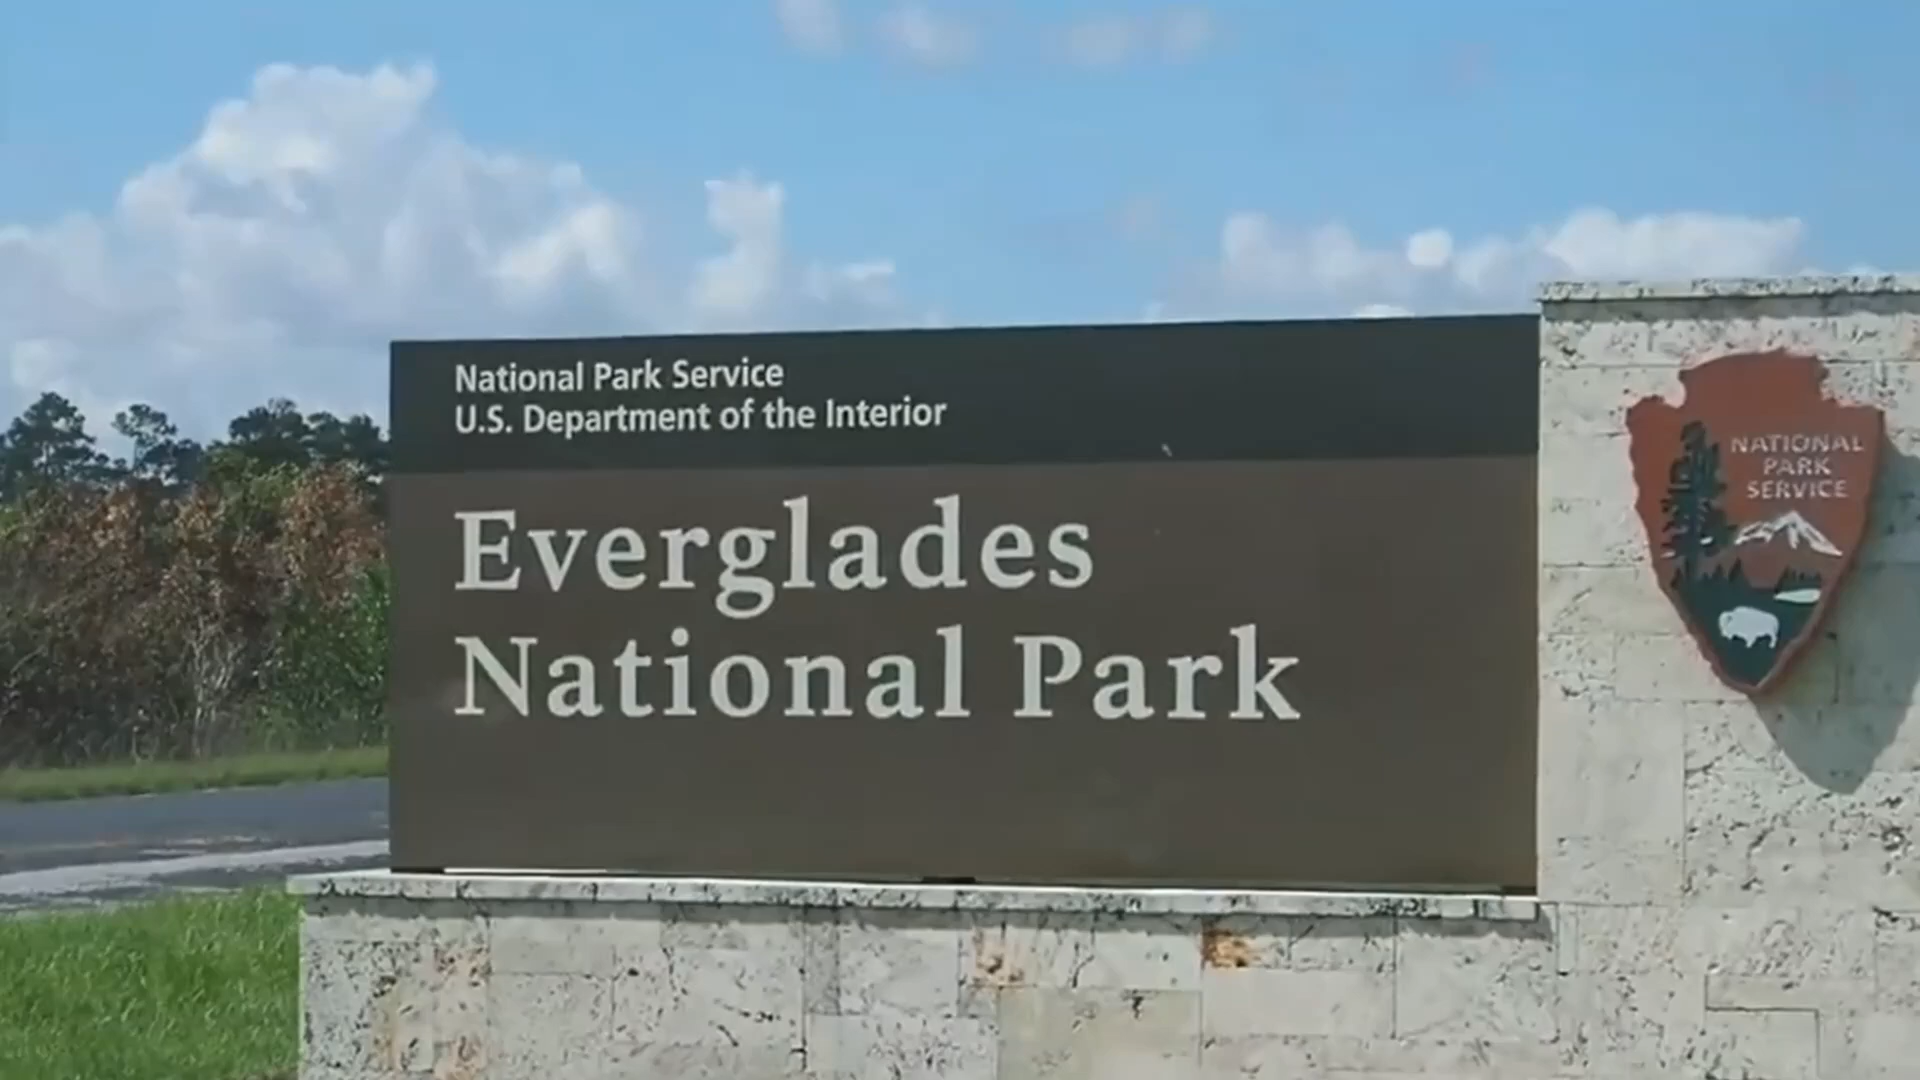 National Park Service
U.S. Department of the Interior
Everglades
National Park
NATIONAL
PARK
SERVICE